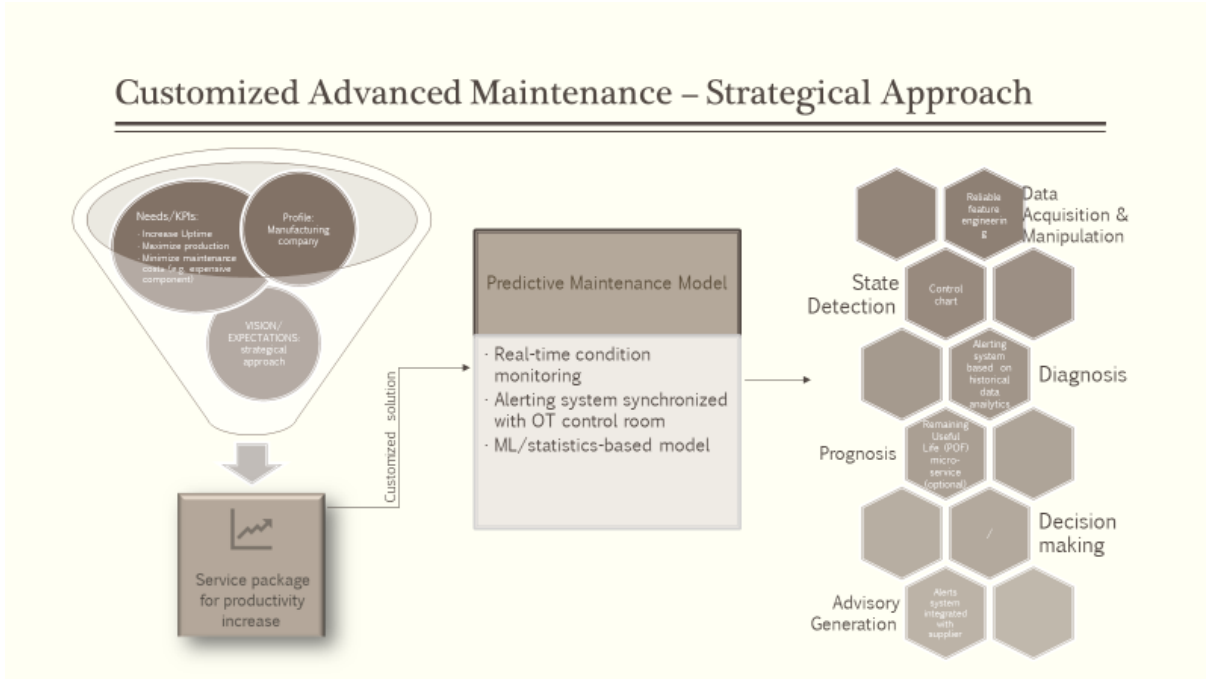 Customized Advanced Maintenance – Strategical Approach
Needs/KPIs:
· Increase Uptime
· Maximize production
· Minimize maintenance
costs (e.g. expensive
component)
Profile:
Manufacturing
company
VISION/
EXPECTATIONS:
strategical
approach
Service package
for productivity
increase
Customized solution
Predictive Maintenance Model
· Real-time condition
monitoring
· Alerting system synchronized
with OT control room
· ML/statistics-based model
Reliable
feature
engineerin
g
Data
Acquisition &
Manipulation
State
Detection
Control
chart
Alerting
system
based on
historical
data
analytics
Diagnosis
Prognosis
Remaining
Useful
Life (POF)
micro-
service
(optional)
/
Decision
making
Advisory
Generation
Alerts
system
integrated
with
supplier